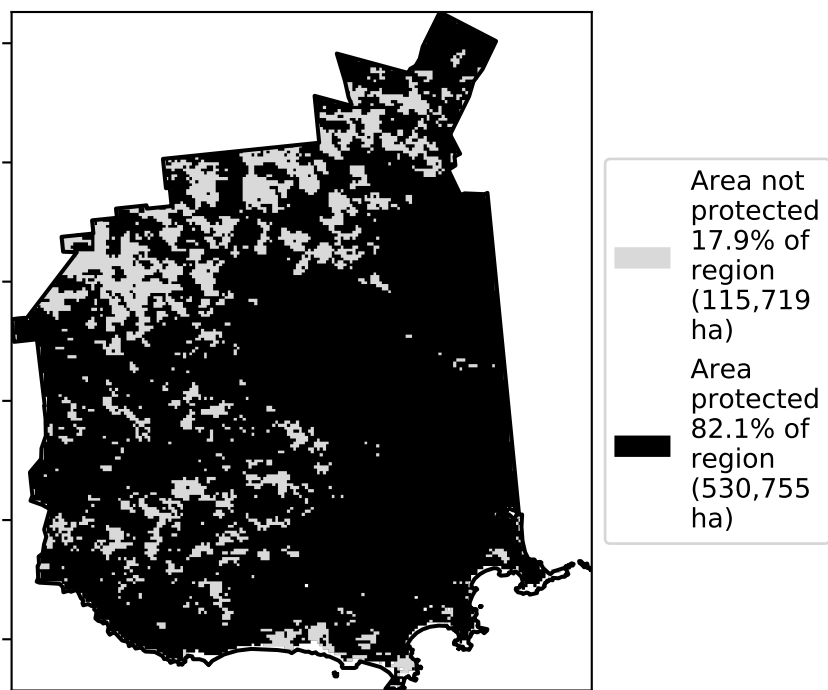 Area not
protected
17.9% of
region
(115,719
ha)
Area
protected
82.1% of
region
(530,755
ha)